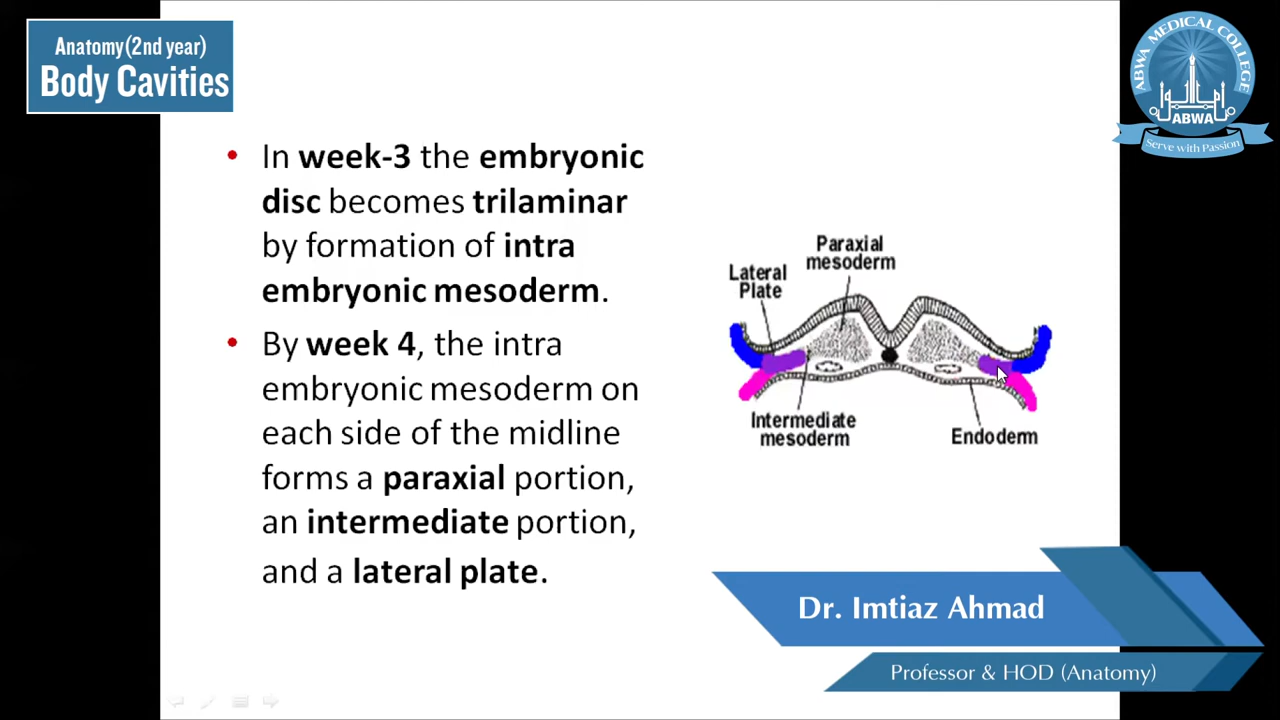 Anatomy(2nd year)
Body Cavities
ABWA MEDICAL COLLEGE
ABWA
Serve with Passion
• In week-3 the embryonic
disc becomes trilaminar
by formation of intra
embryonic mesoderm.
• By week 4, the intra
embryonic mesoderm on
each side of the midline
forms a paraxial portion,
an intermediate portion,
and a lateral plate.
Paraxial
mesoderm
Lateral
Plate
Intermediate
mesoderm
Endoderm
Dr. Imtiaz Ahmad
Professor & HOD (Anatomy)